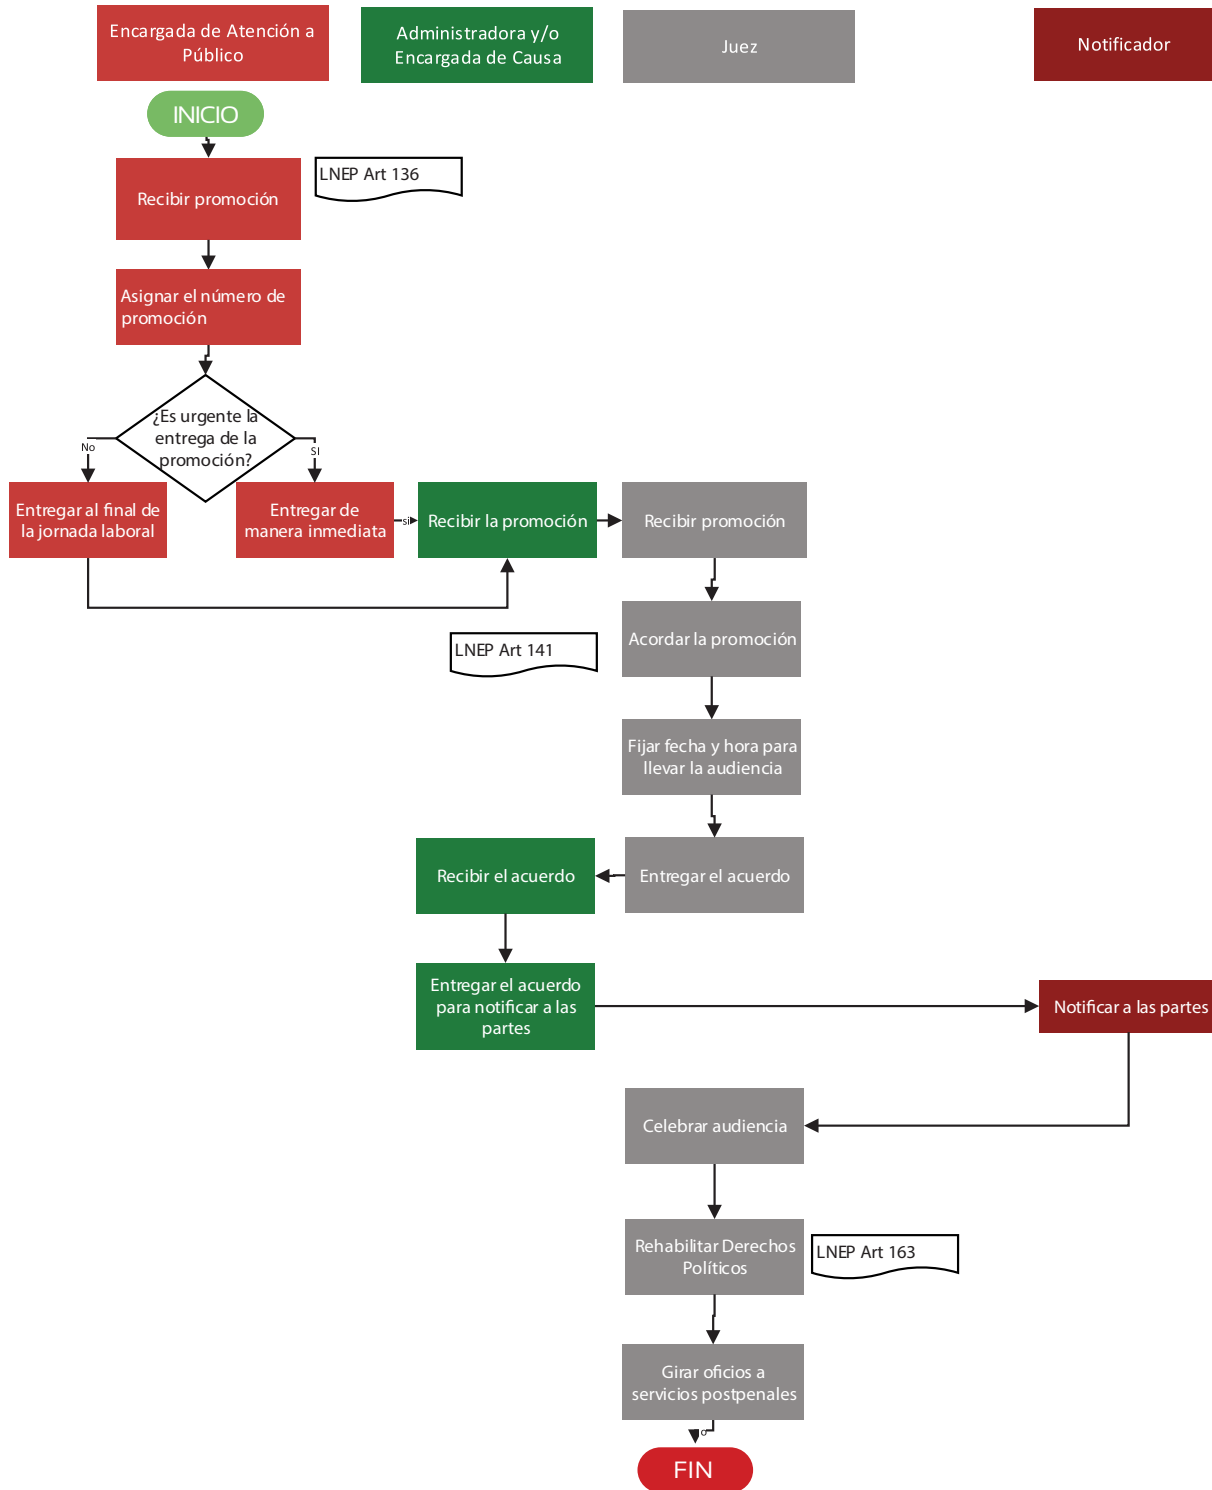 Encargada de Atención a
Público
Administradora y/o
Encargada de Causa
Juez
Notificador
INICIO
Recibir promoción
LNEP Art 136
Asignar el número de
promoción
¿Es urgente la
entrega de la
promoción?
No
SI
Entregar al final de
la jornada laboral
Entregar de
manera inmediata
si
Recibir la promoción
Recibir promoción
Acordar la promoción
LNEP Art 141
Fijar fecha y hora para
llevar la audiencia
Recibir el acuerdo
Entregar el acuerdo
Entregar el acuerdo
para notificar a las
partes
Notificar a las partes
Celebrar audiencia
Rehabilitar Derechos
Políticos
LNEP Art 163
Girar oficios a
servicios postpenales
FIN